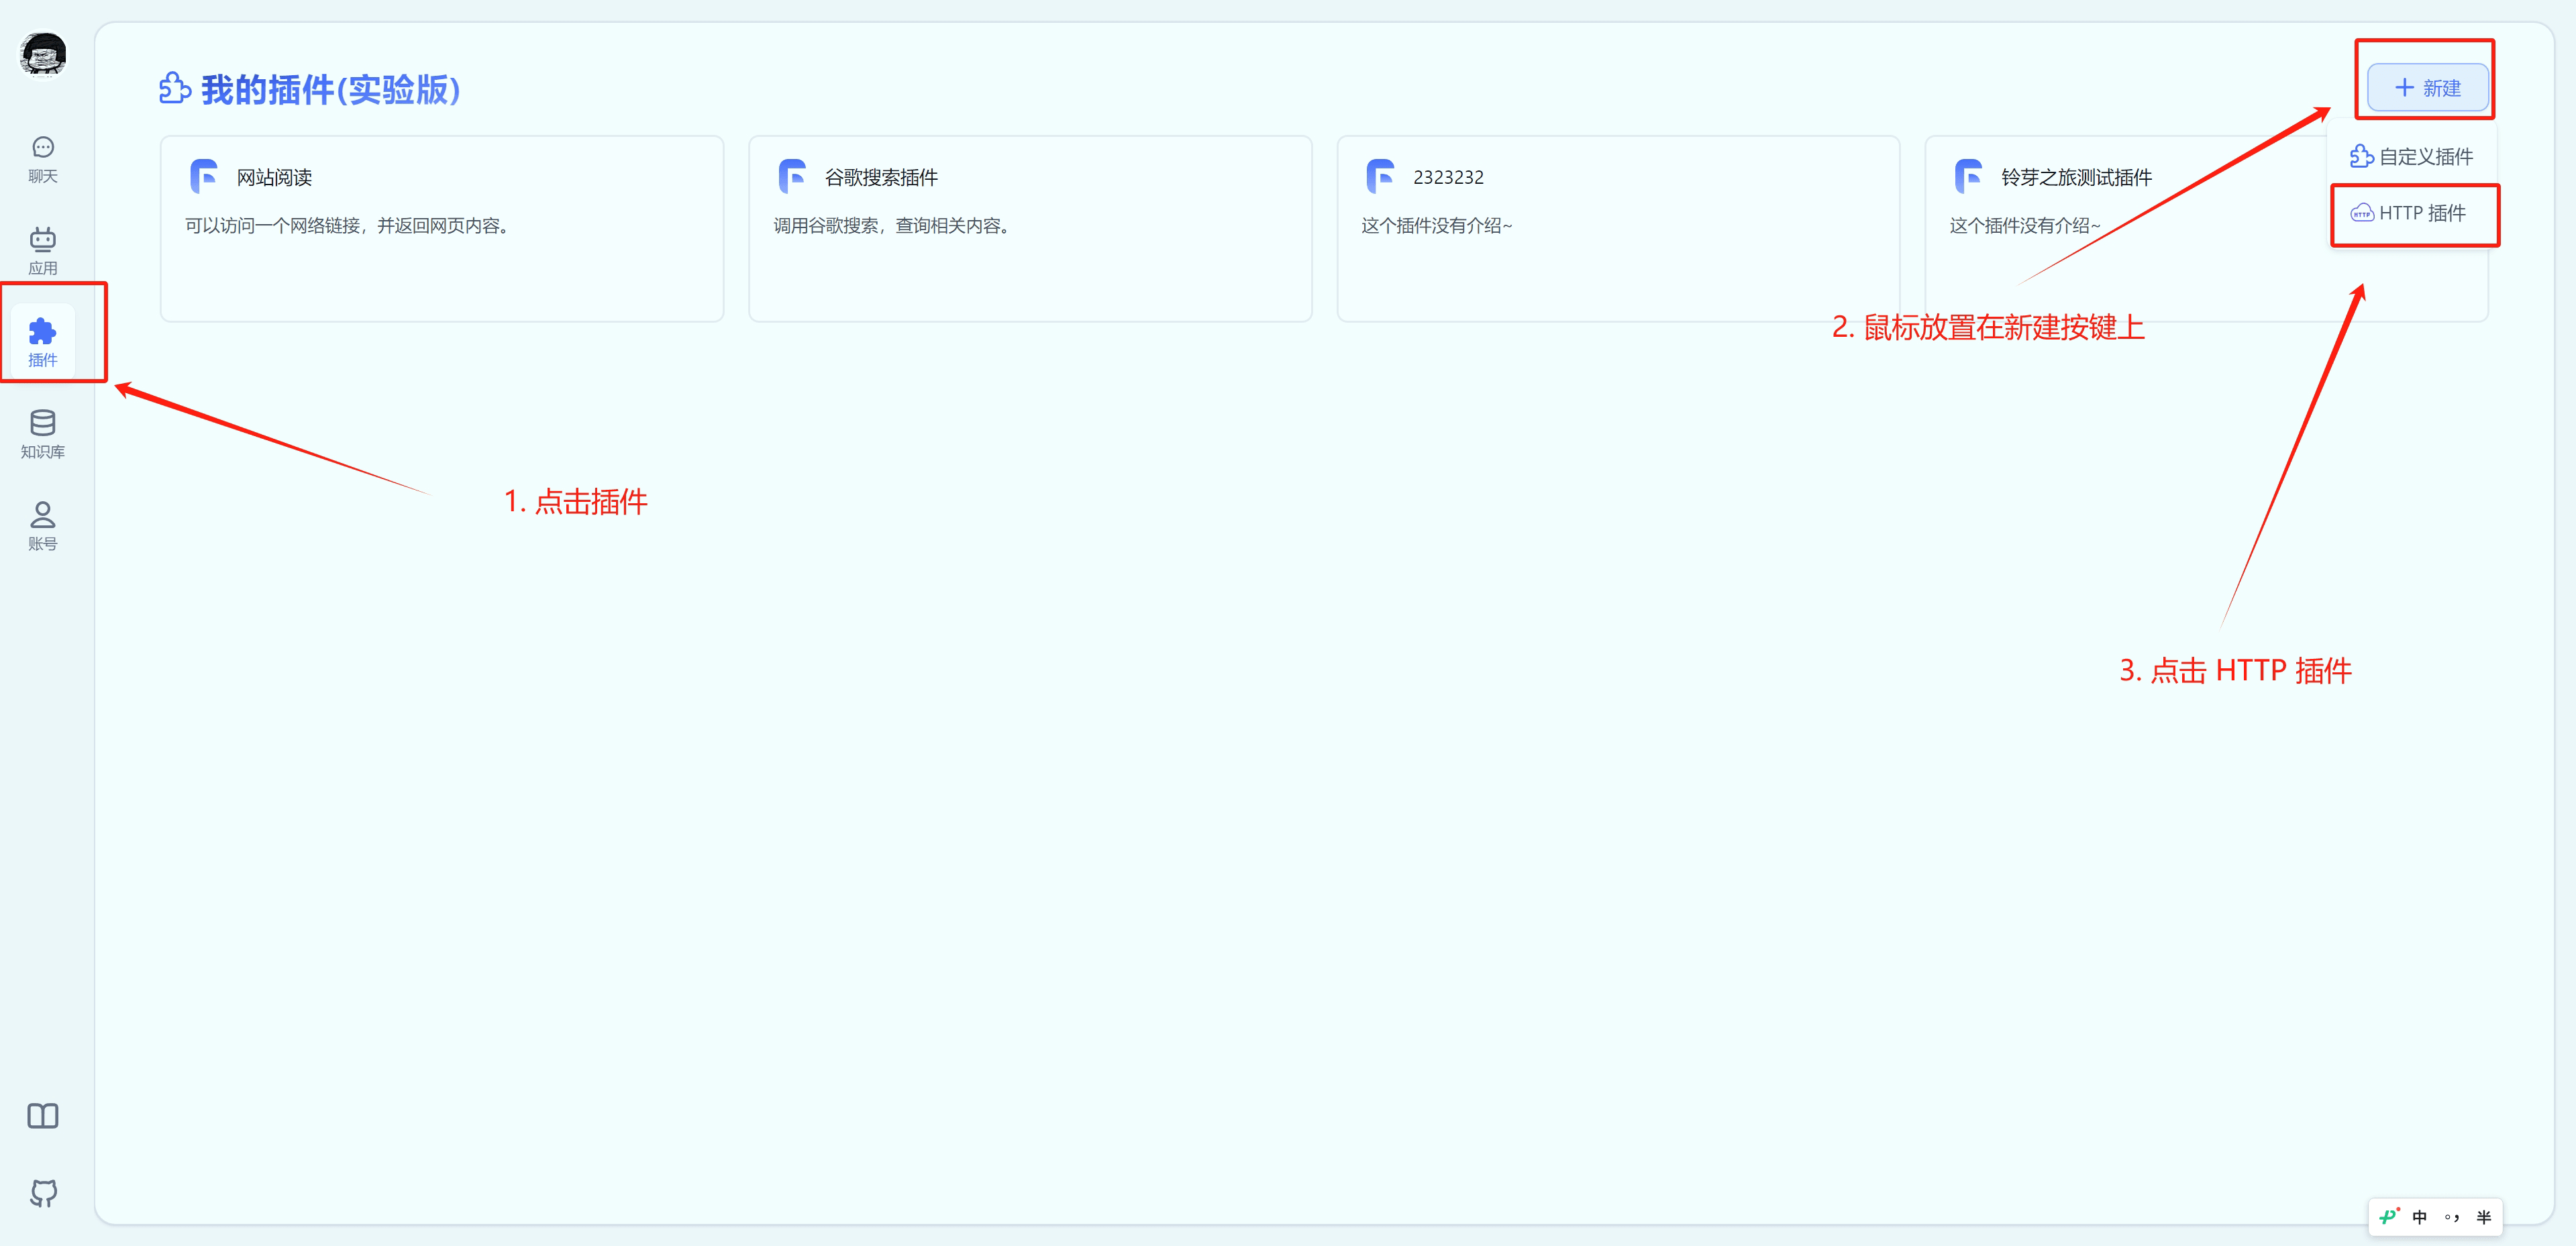 我的插件(实验版)
新建
自定义插件
HTTP 插件
网站阅读
可以访问一个网络链接，并返回网页内容。
谷歌搜索插件
调用谷歌搜索，查询相关内容。
2323232
这个插件没有介绍~
铃芽之旅测试插件
这个插件没有介绍~
聊天
应用
插件
知识库
账号
1. 点击插件
2. 鼠标放置在新建按键上
3. 点击 HTTP 插件
中 °, 半